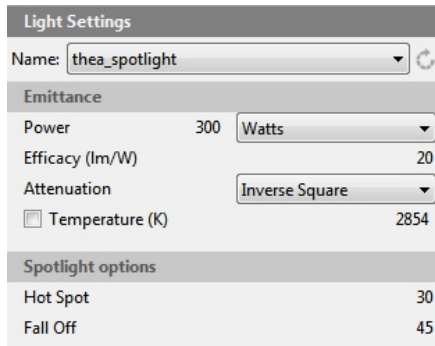 Light Settings
Name: thea_spotlight
Emittance
Power 300 Watts
Efficacy (lm/W) 20
Attenuation Inverse Square
Temperature (K) 2854
Spotlight options
Hot Spot 30
Fall Off 45